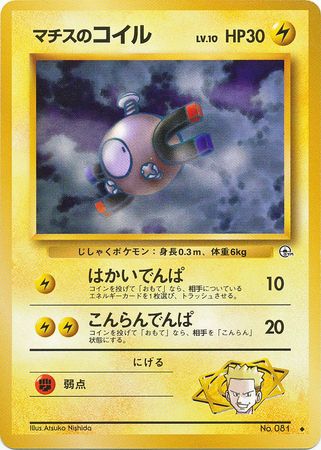 マチスのコイル LV.10 HP30
じしゃくポケモン：身長0.3m、体重6kg
はかいでんぱ 10
コインを投げて「おもて」なら、相手についている
エネルギーカードを1枚選び、トラッシュさせる。
こんらんでんぱ 20
コインを投げて「おもて」なら、相手を「こんらん」
状態にする。
にげる
弱点
Illus.Atsuko Nishida
No.081